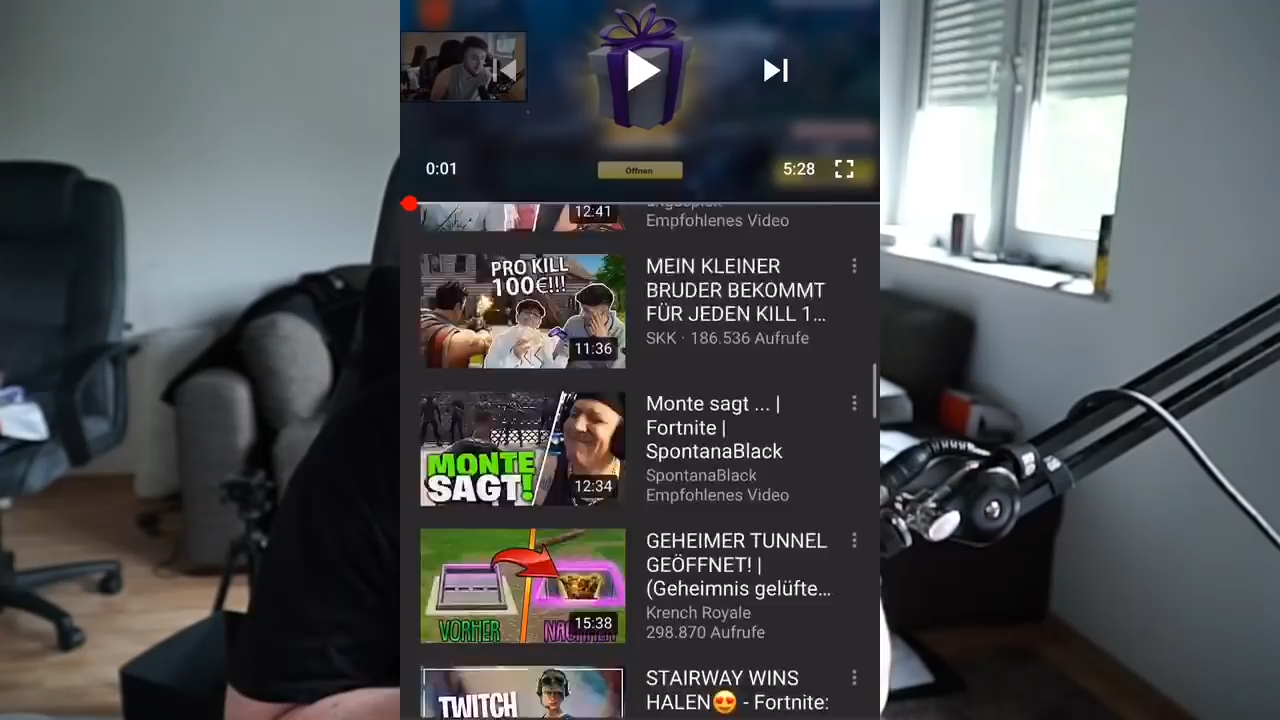 0:01
Öffnen
5:28
12:41
Empfohlenes Video
PRO KILL
100€!!!
11:36
MEIN KLEINER
BRUDER BEKOMMT
FÜR JEDEN KILL 1...
SKK · 186.536 Aufrufe
MONTE
SAGT!
12:34
Monte sagt ... |
Fortnite |
SpontanaBlack
SpontanaBlack
Empfohlenes Video
VORHER
15:38
GEHEIMER TUNNEL
GEÖFFNET! |
(Geheimnis gelüfte...
Krench Royale
298.870 Aufrufe
TWITCH
STAIRWAY WINS
HALEN😍 - Fortnite: